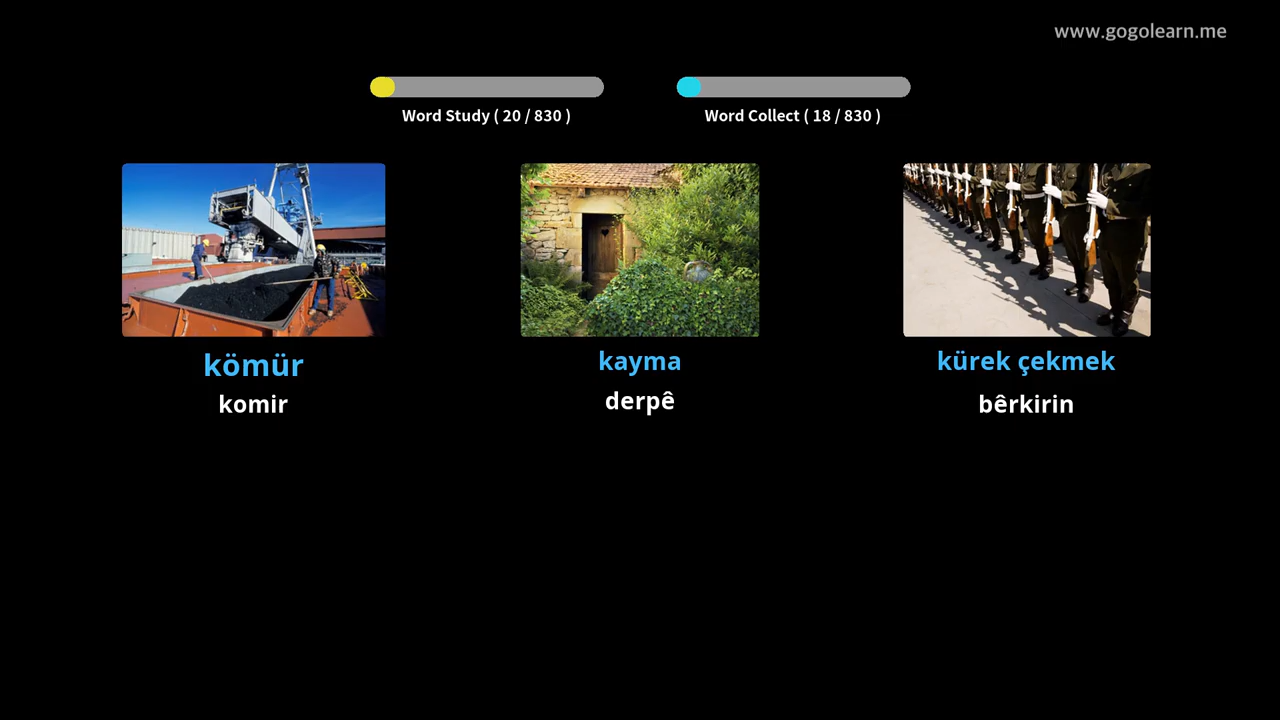 www.gogolearn.me
Word Study ( 20 / 830 )
Word Collect ( 18 / 830 )
kömür
kayma
kürek çekmek
komir
derpê
bêrkirin